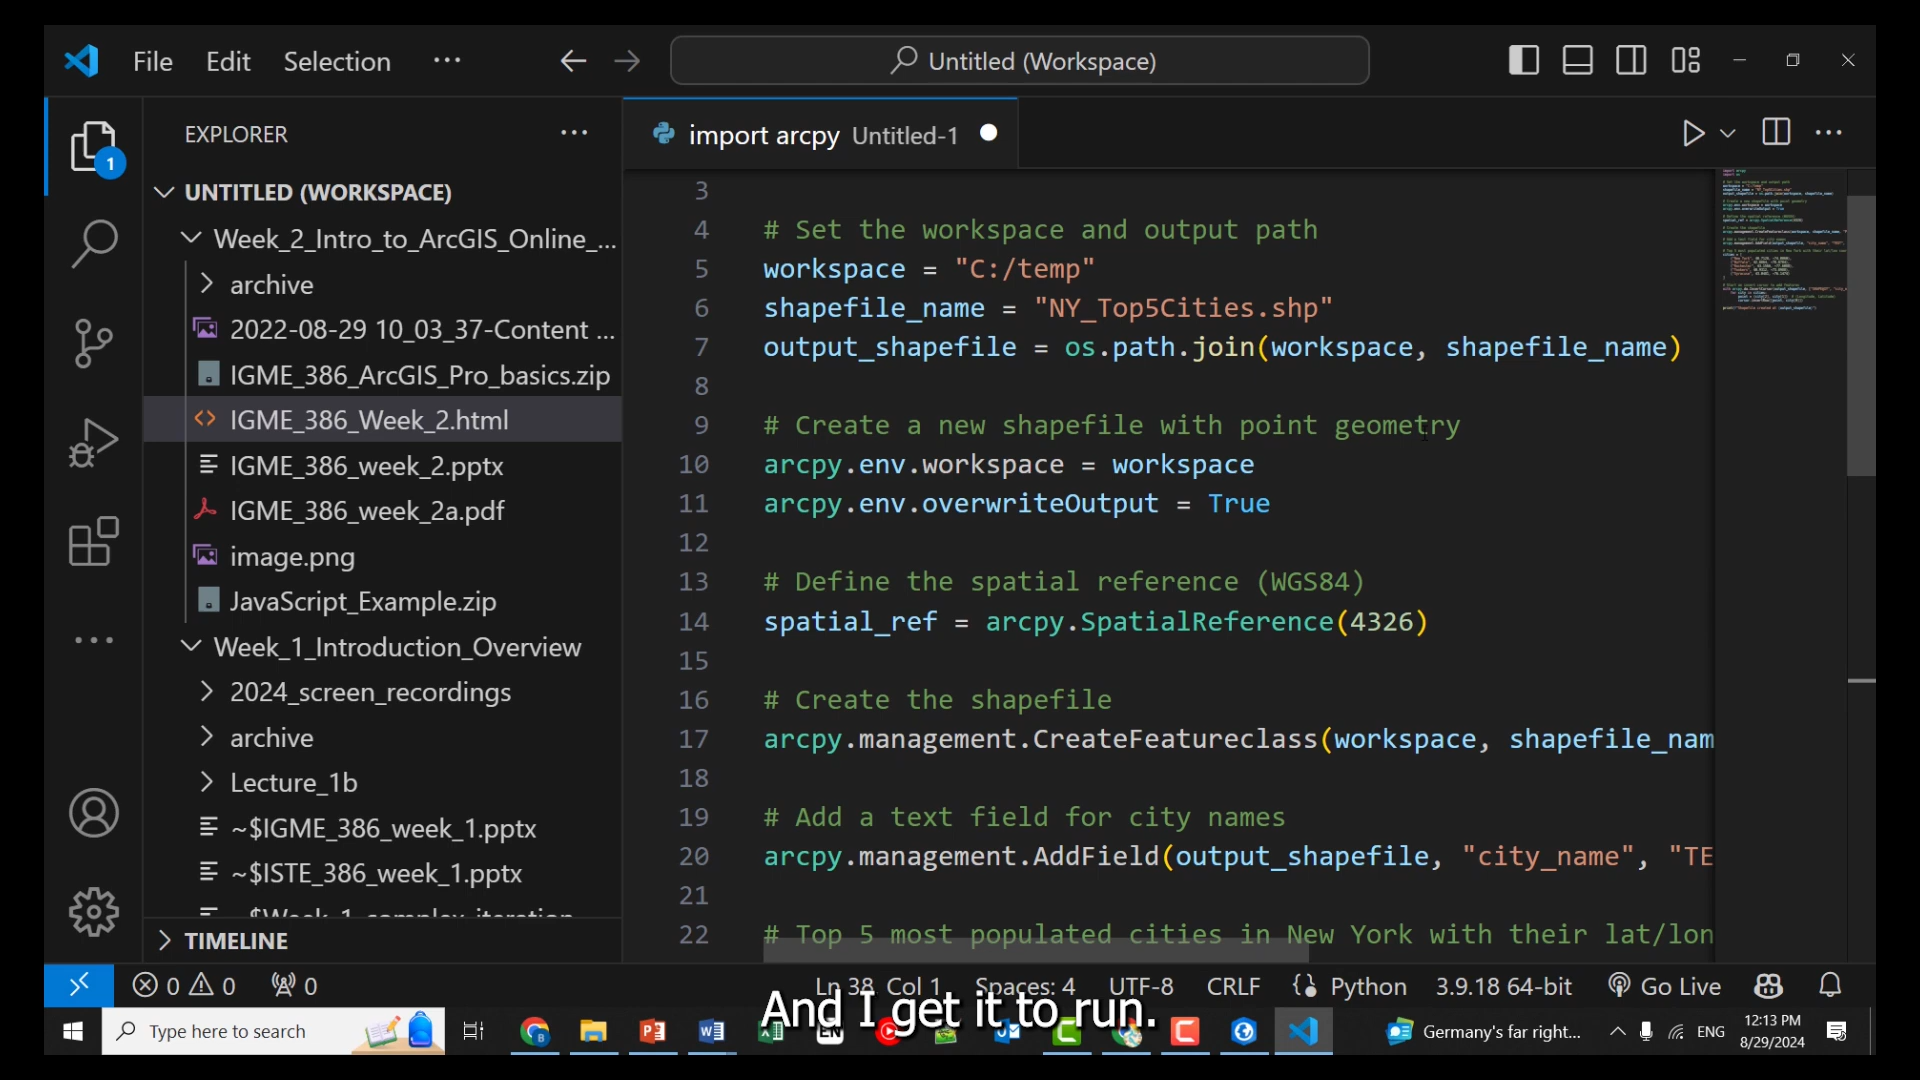 File Edit Selection ···
Untitled (Workspace)
EXPLORER
import arcpy Untitled-1
UNTITLED (WORKSPACE)
Week_2_Intro_to_ArcGIS_Online_...
archive
2022-08-29 10_03_37-Content ...
IGME_386_ArcGIS_Pro_basics.zip
IGME_386_Week_2.html
IGME_386_week_2.pptx
IGME_386_week_2a.pdf
image.png
JavaScript_Example.zip
Week_1_Introduction_Overview
2024_screen_recordings
archive
Lecture_1b
~$IGME_386_week_1.pptx
~$ISTE_386_week_1.pptx
TIMELINE
1
3
4 # Set the workspace and output path
5 workspace = "C:/temp"
6 shapefile_name = "NY_Top5Cities.shp"
7 output_shapefile = os.path.join(workspace, shapefile_name)
8
9 # Create a new shapefile with point geometry
10 arcpy.env.workspace = workspace
11 arcpy.env.overwriteOutput = True
12
13 # Define the spatial reference (WGS84)
14 spatial_ref = arcpy.SpatialReference(4326)
15
16 # Create the shapefile
17 arcpy.management.CreateFeatureclass(workspace, shapefile_nam
18
19 # Add a text field for city names
20 arcpy.management.AddField(output_shapefile, "city_name", "TE
21
22 # Top 5 most populated cities in New York with their lat/lon
0 0 0 Ln 38 Col 1 Spaces: 4 UTF-8 CRLF Python 3.9.18 64-bit Go Live
And I get it to run.
Type here to search
Germany's far right...
ENG
12:13 PM
8/29/2024